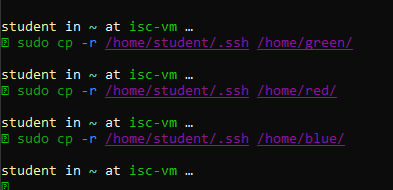 student in ~ at isc-vm …
⍰ sudo cp -r /home/student/.ssh /home/green/
student in ~ at isc-vm …
⍰ sudo cp -r /home/student/.ssh /home/red/
student in ~ at isc-vm …
⍰ sudo cp -r /home/student/.ssh /home/blue/
student in ~ at isc-vm …
⍰